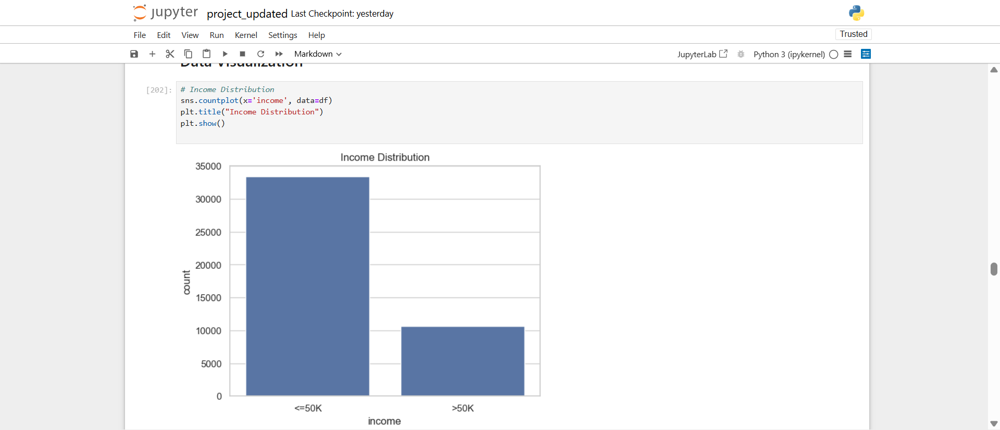 jupyter project_updated Last Checkpoint: yesterday
File Edit View Run Kernel Settings Help Trusted
Markdown JupyterLab Python 3 (ipykernel)
Data Visualization
[202]: # Income Distribution
sns.countplot(x='income', data=df)
plt.title("Income Distribution")
plt.show()
Income Distribution
35000
30000
25000
20000
15000
10000
5000
0
count
<=50K >50K
income